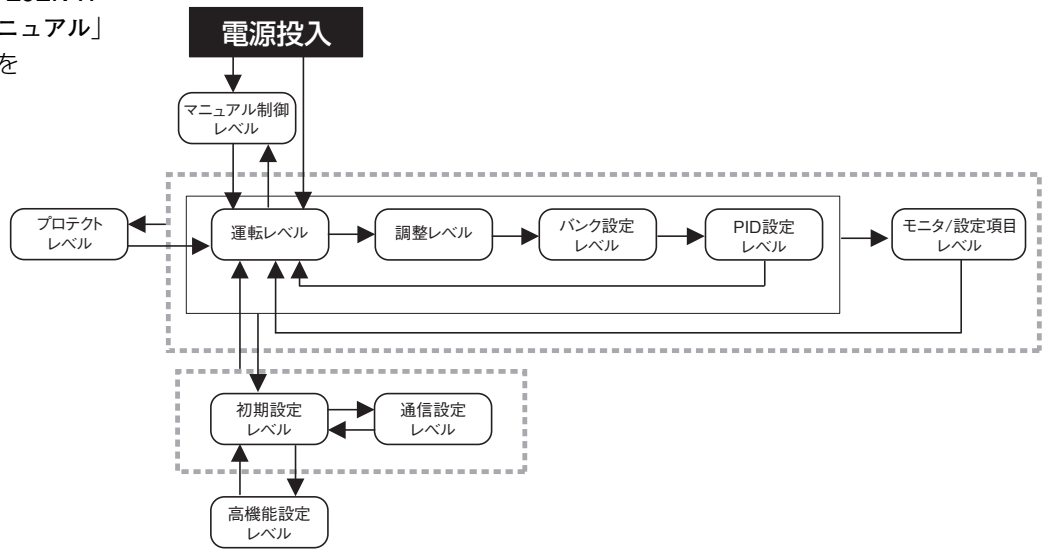 ニュアル」
を
電源投入
マニュアル制御
レベル
プロテクト
レベル
運転レベル
調整レベル
バンク設定
レベル
PID設定
レベル
モニタ/設定項目
レベル
初期設定
レベル
通信設定
レベル
高機能設定
レベル